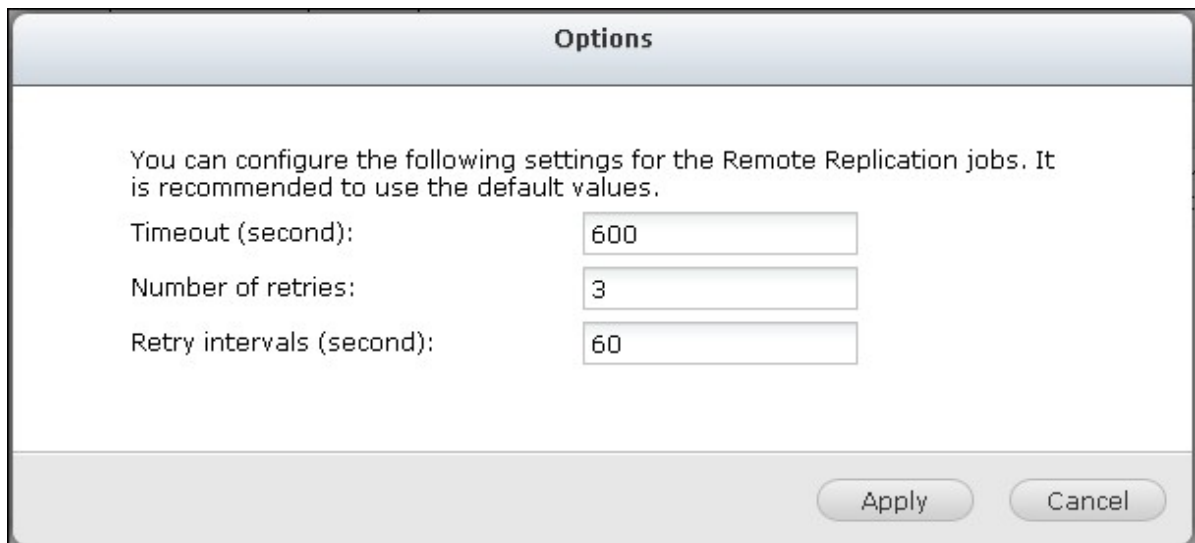 Options
You can configure the following settings for the Remote Replication jobs. It
is recommended to use the default values.
Timeout (second): 600
Number of retries: 3
Retry intervals (second): 60
Apply Cancel